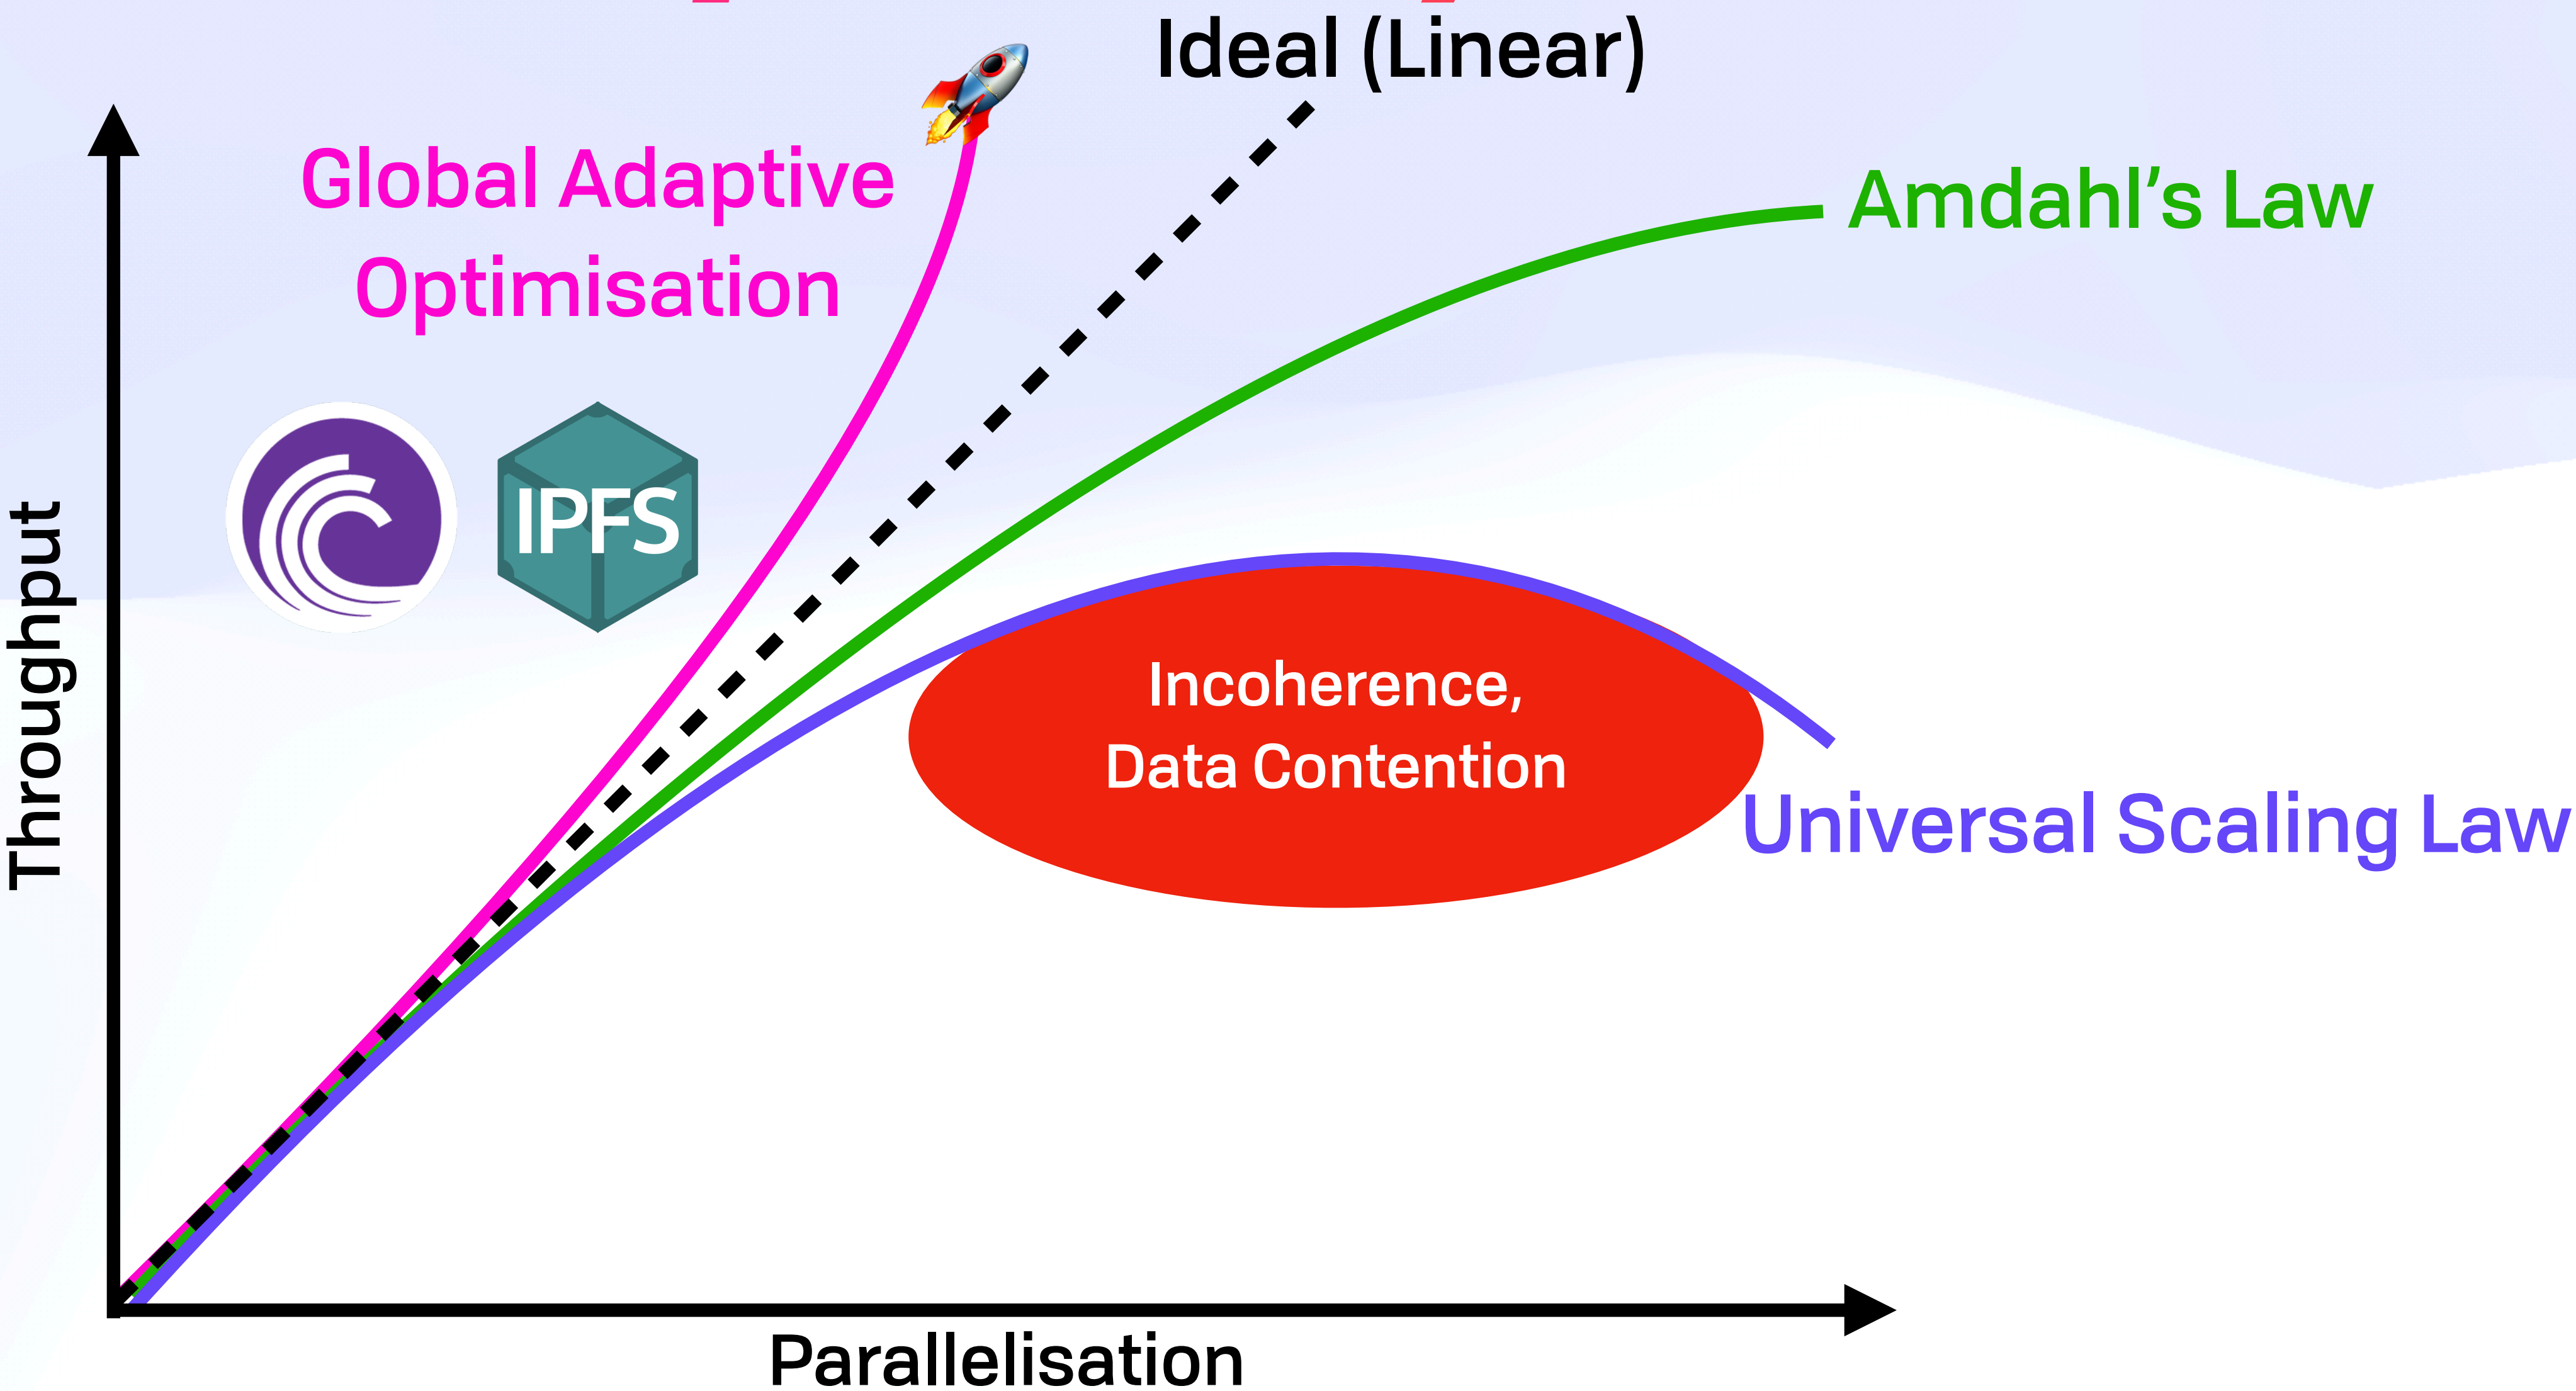 Ideal (Linear)
Global Adaptive
Optimisation
Amdahl’s Law
IPFS
Throughput
Incoherence,
Data Contention
Universal Scaling Law
Parallelisation